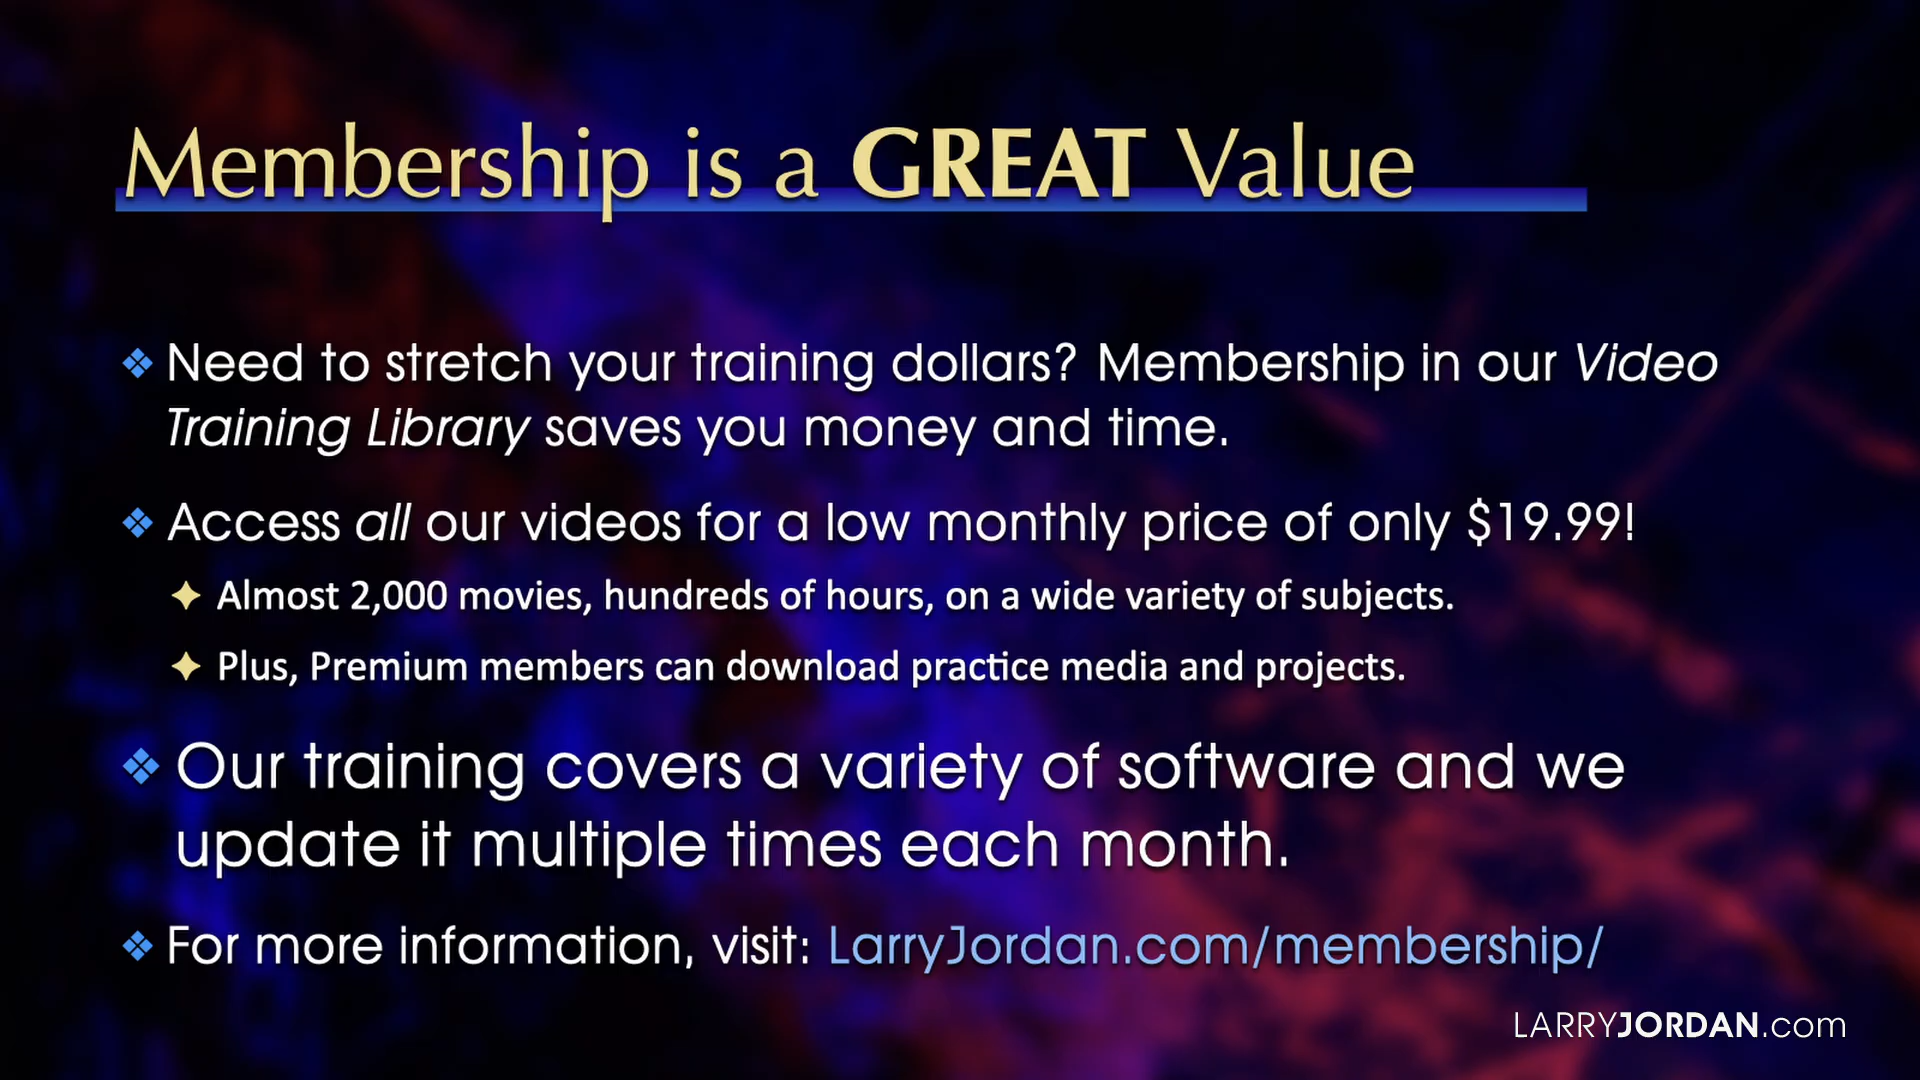 Membership is a GREAT Value
Need to stretch your training dollars? Membership in our Video
Training Library saves you money and time.
Access all our videos for a low monthly price of only $19.99!
Almost 2,000 movies, hundreds of hours, on a wide variety of subjects.
Plus, Premium members can download practice media and projects.
Our training covers a variety of software and we
update it multiple times each month.
For more information, visit: LarryJordan.com/membership/
LARRYJORDAN.com